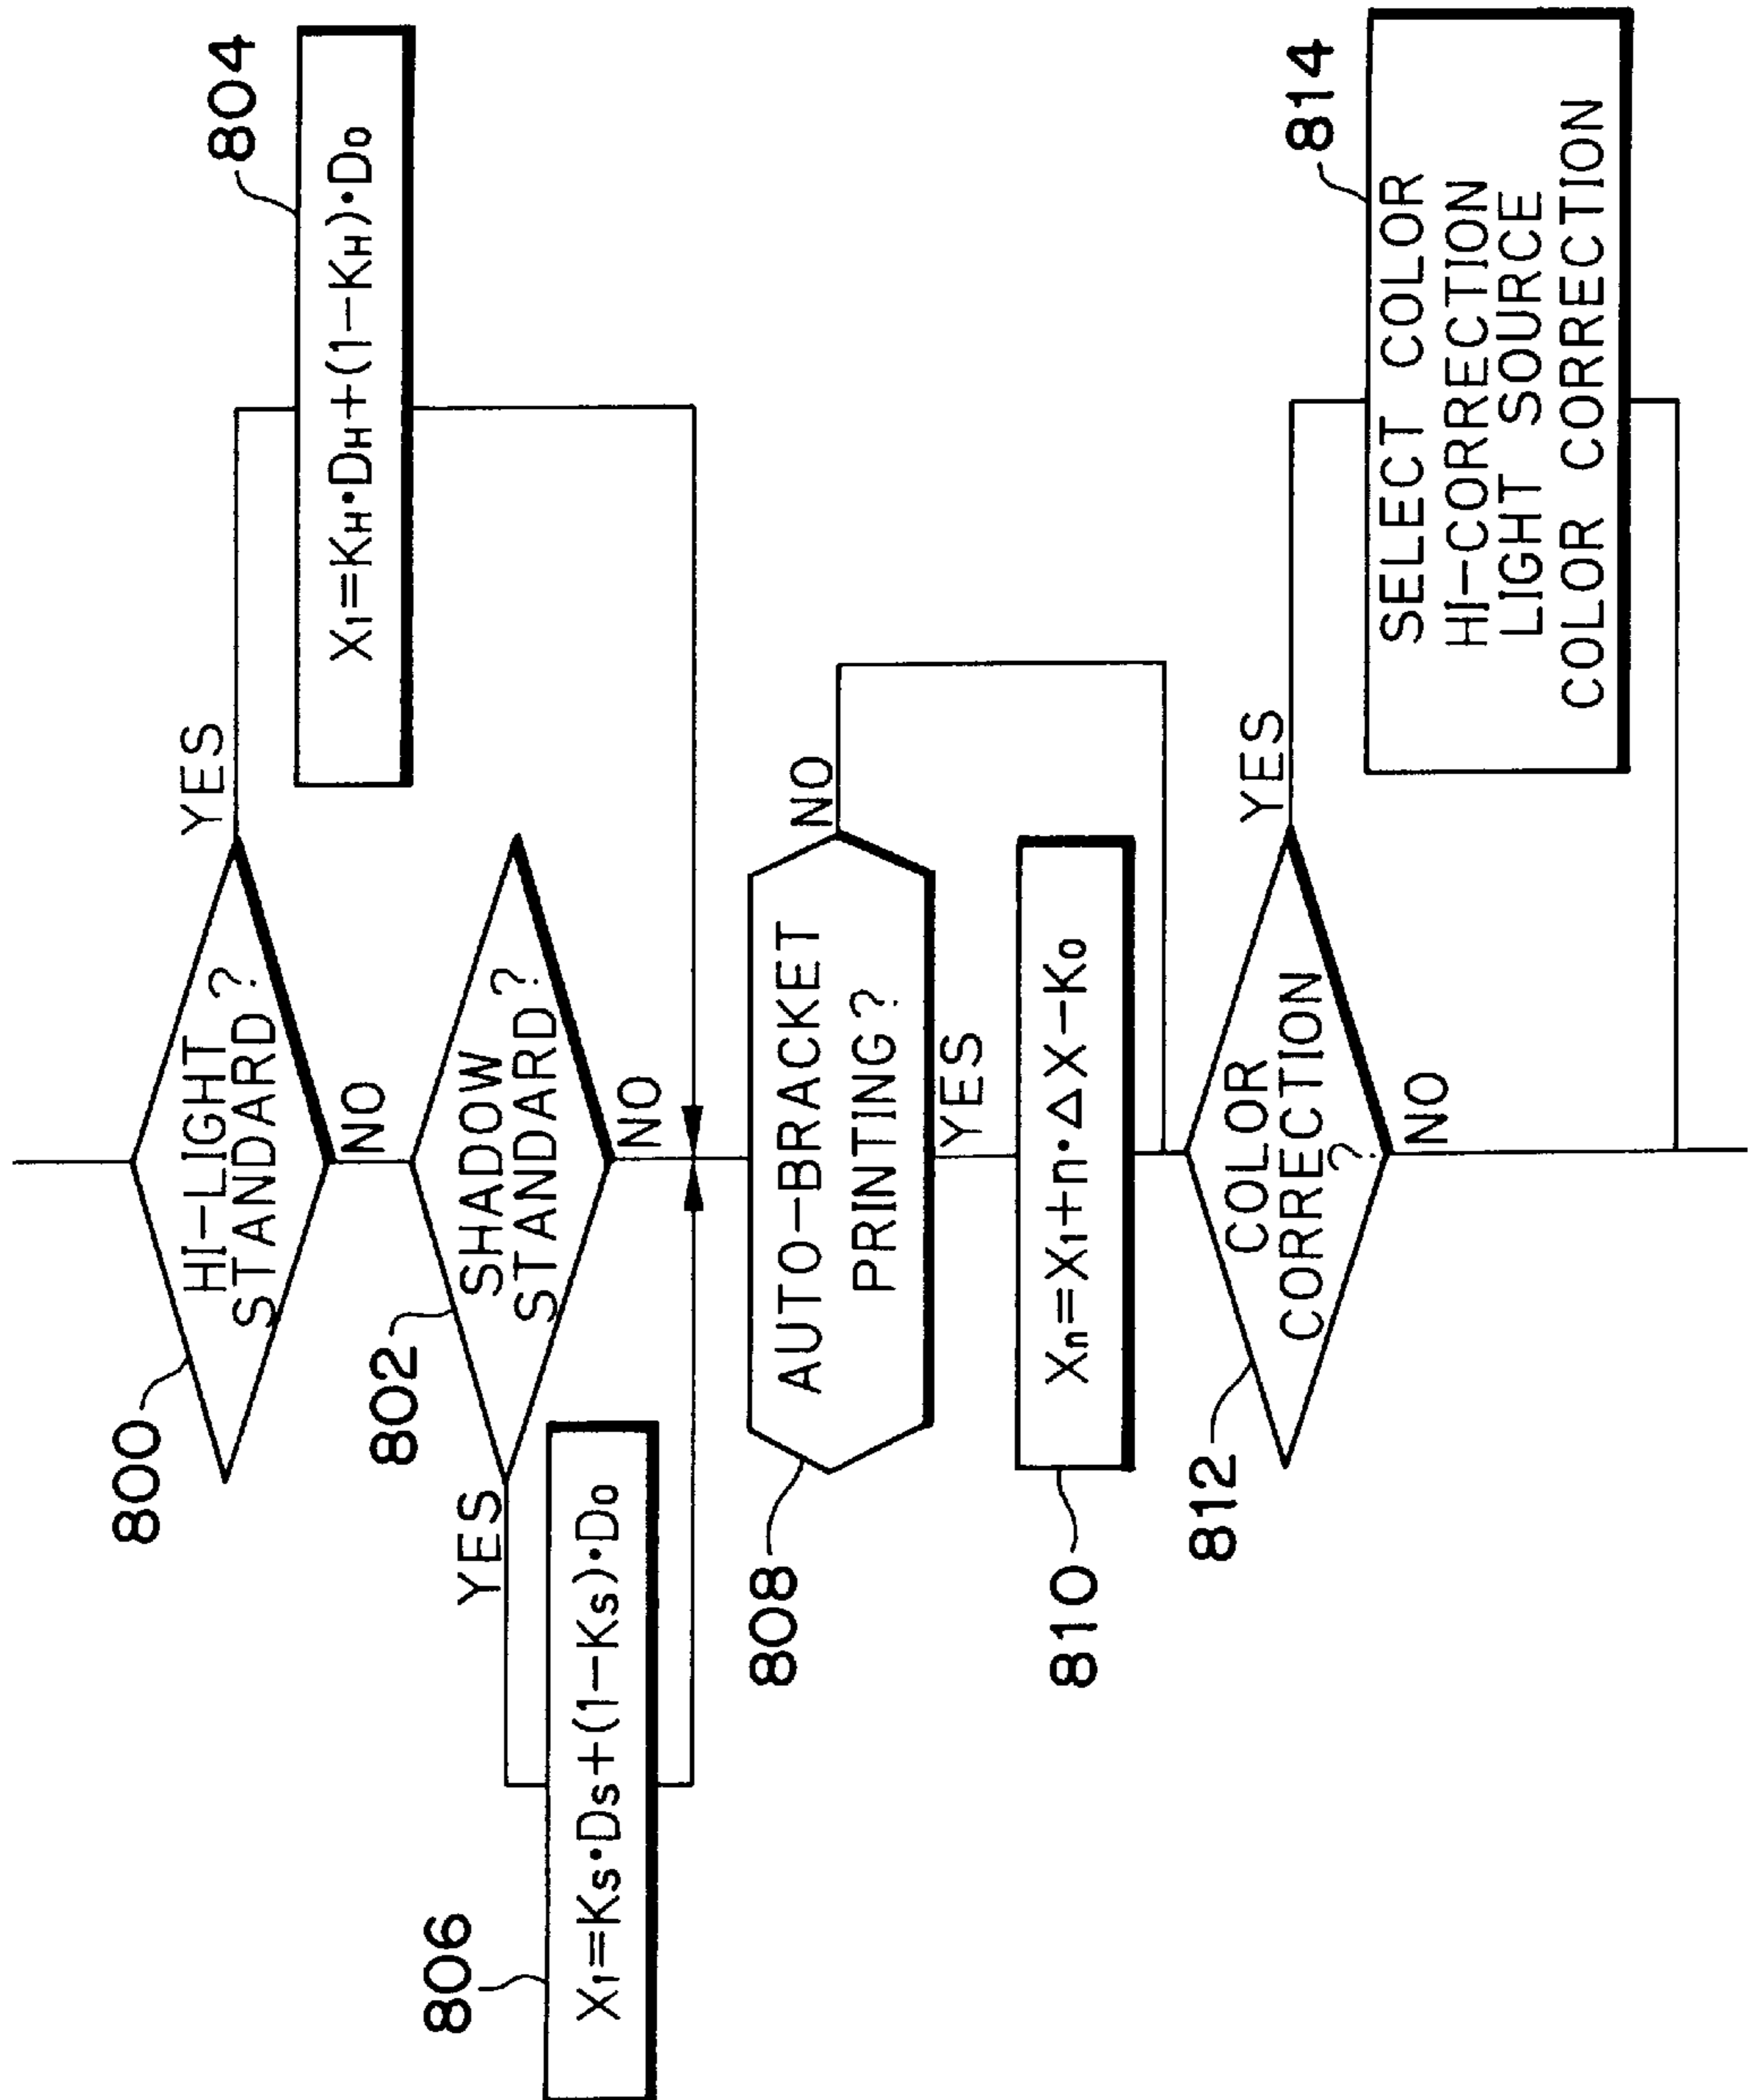 800
HI-LIGHT
STANDARD?
YES
NO
804
X₁=K_H•D_H+(1-K_H)•D₀
802
SHADOW
STANDARD?
YES
NO
806
X₁=K_S•D_S+(1-K_S)•D₀
808
AUTO-BRACKET
PRINTING?
NO
YES
810
Xₙ=X₁+n•ΔX-K₀
812
COLOR
CORRECTION
?
YES
NO
814
SELECT COLOR
HI-CORRECTION
LIGHT SOURCE
COLOR CORRECTION